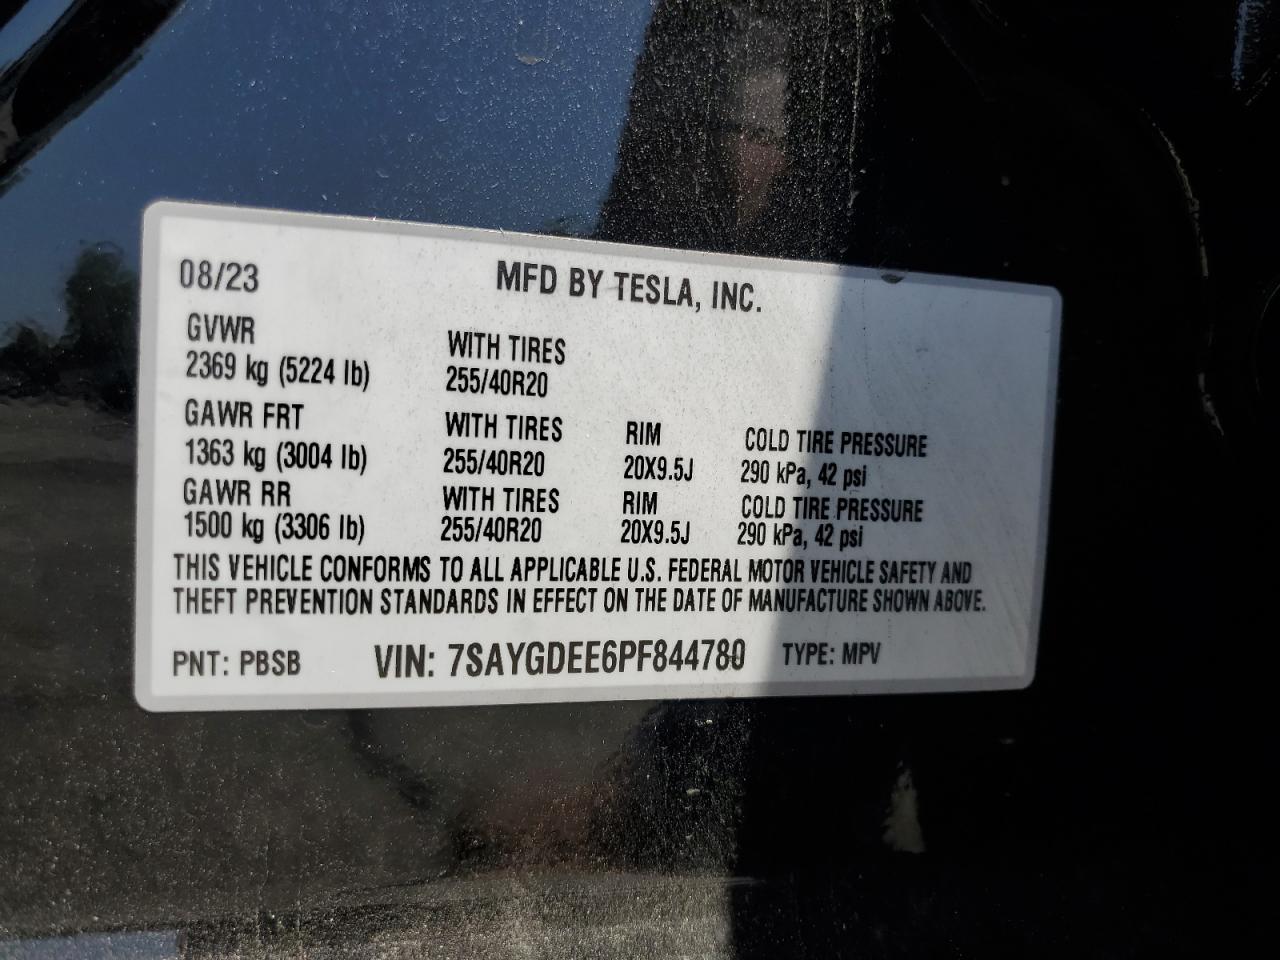 08/23 MFD BY TESLA, INC.
GVWR WITH TIRES
2369 kg (5224 lb) 255/40R20
GAWR FRT WITH TIRES RIM COLD TIRE PRESSURE
1363 kg (3004 lb) 255/40R20 20X9.5J 290 kPa, 42 psi
GAWR RR WITH TIRES RIM COLD TIRE PRESSURE
1500 kg (3306 lb) 255/40R20 20X9.5J 290 kPa, 42 psi
THIS VEHICLE CONFORMS TO ALL APPLICABLE U.S. FEDERAL MOTOR VEHICLE SAFETY AND
THEFT PREVENTION STANDARDS IN EFFECT ON THE DATE OF MANUFACTURE SHOWN ABOVE.
PNT: PBSB VIN: 7SAYGDEE6PF844780 TYPE: MPV